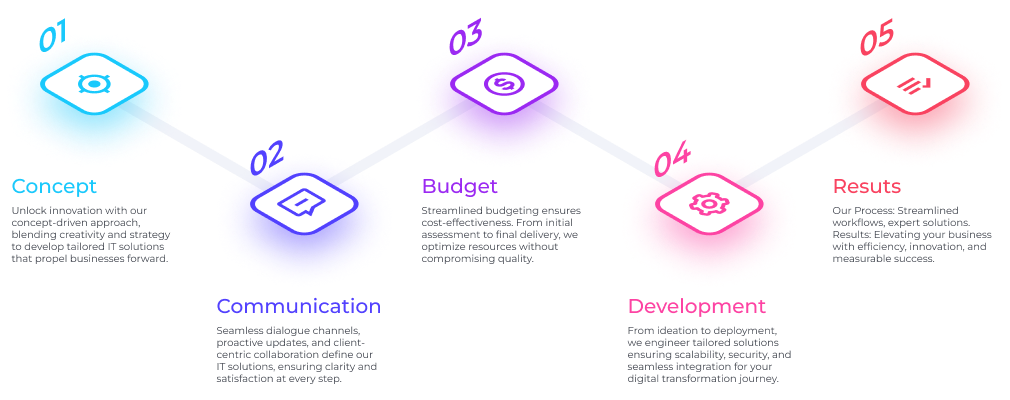 01
Concept
Unlock innovation with our
concept-driven approach,
blending creativity and strategy
to develop tailored IT solutions
that propel businesses forward.
02
Communication
Seamless dialogue channels,
proactive updates, and client-
centric collaboration define our
IT solutions, ensuring clarity and
satisfaction at every step.
03
$
Budget
Streamlined budgeting ensures
cost-effectiveness. From initial
assessment to final delivery, we
optimize resources without
compromising quality.
04
Development
From ideation to deployment,
we engineer tailored solutions
ensuring scalability, security, and
seamless integration for your
digital transformation journey.
05
Resuts
Our Process: Streamlined
workflows, expert solutions.
Results: Elevating your business
with efficiency, innovation, and
measurable success.